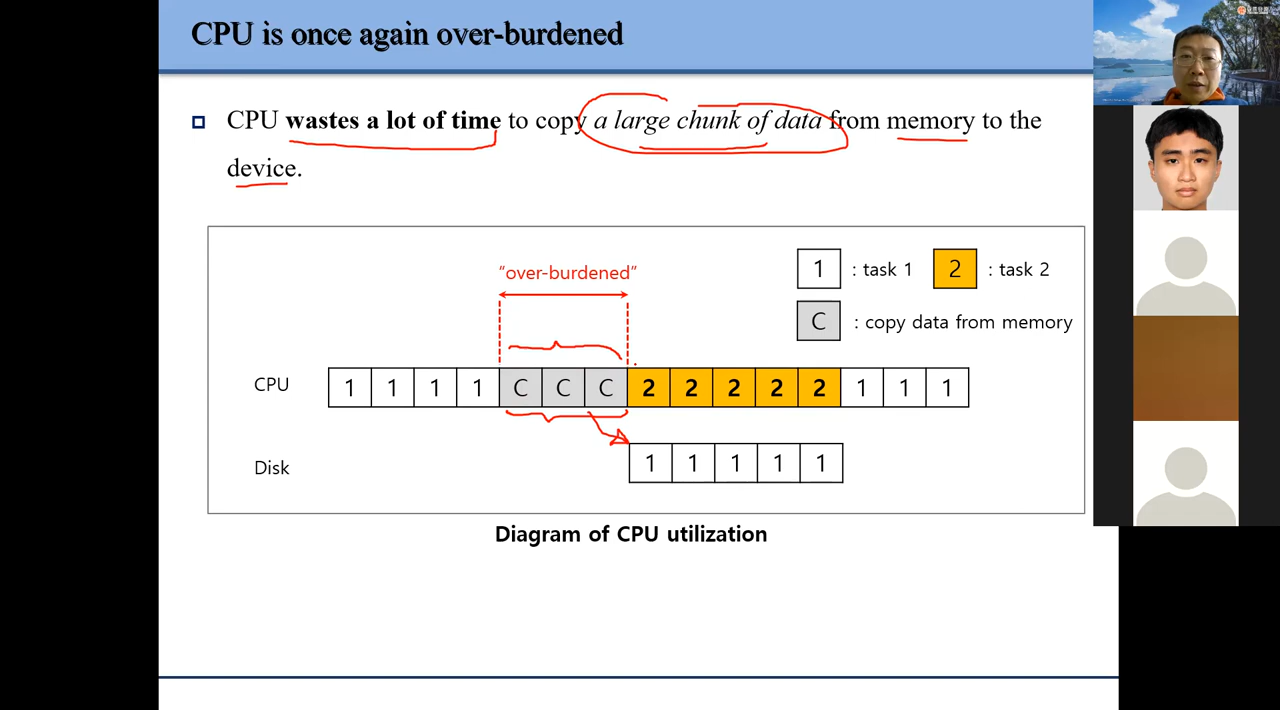 CPU is once again over-burdened
CPU wastes a lot of time to copy a large chunk of data from memory to the
device.
"over-burdened"
1 : task 1 2 : task 2
C : copy data from memory
CPU 1 1 1 1 C C C 2 2 2 2 2 1 1 1
Disk 1 1 1 1 1
Diagram of CPU utilization